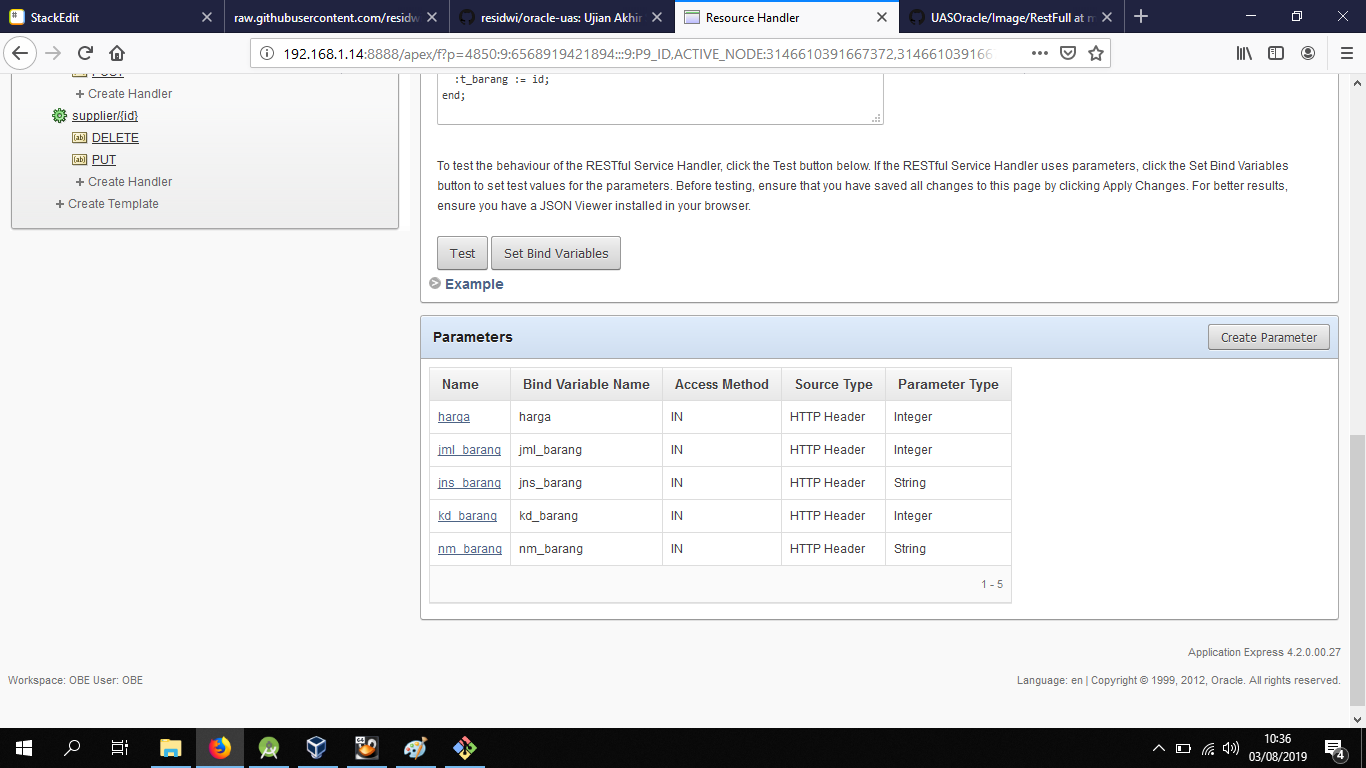 StackEdit
raw.githubusercontent.com/residw
residwi/oracle-uas: Ujian Akhir
Resource Handler
UASOracle/Image/RestFull at m
192.168.1.14:8888/apex/f?p=4850:9:6568919421894:::9:P9_ID,ACTIVE_NODE:3146610391667372,314661039166
POST
Create Handler
supplier/{id}
DELETE
PUT
Create Handler
Create Template
:t_barang := id;
end;
To test the behaviour of the RESTful Service Handler, click the Test button below. If the RESTful Service Handler uses parameters, click the Set Bind Variables
button to set test values for the parameters. Before testing, ensure that you have saved all changes to this page by clicking Apply Changes. For better results,
ensure you have a JSON Viewer installed in your browser.
Test Set Bind Variables
Example
Parameters
Create Parameter
Name Bind Variable Name Access Method Source Type Parameter Type
harga harga IN HTTP Header Integer
jml_barang jml_barang IN HTTP Header Integer
jns_barang jns_barang IN HTTP Header String
kd_barang kd_barang IN HTTP Header Integer
nm_barang nm_barang IN HTTP Header String
1 - 5
Application Express 4.2.0.00.27
Workspace: OBE User: OBE
Language: en | Copyright © 1999, 2012, Oracle. All rights reserved.
10:36
03/08/2019
4